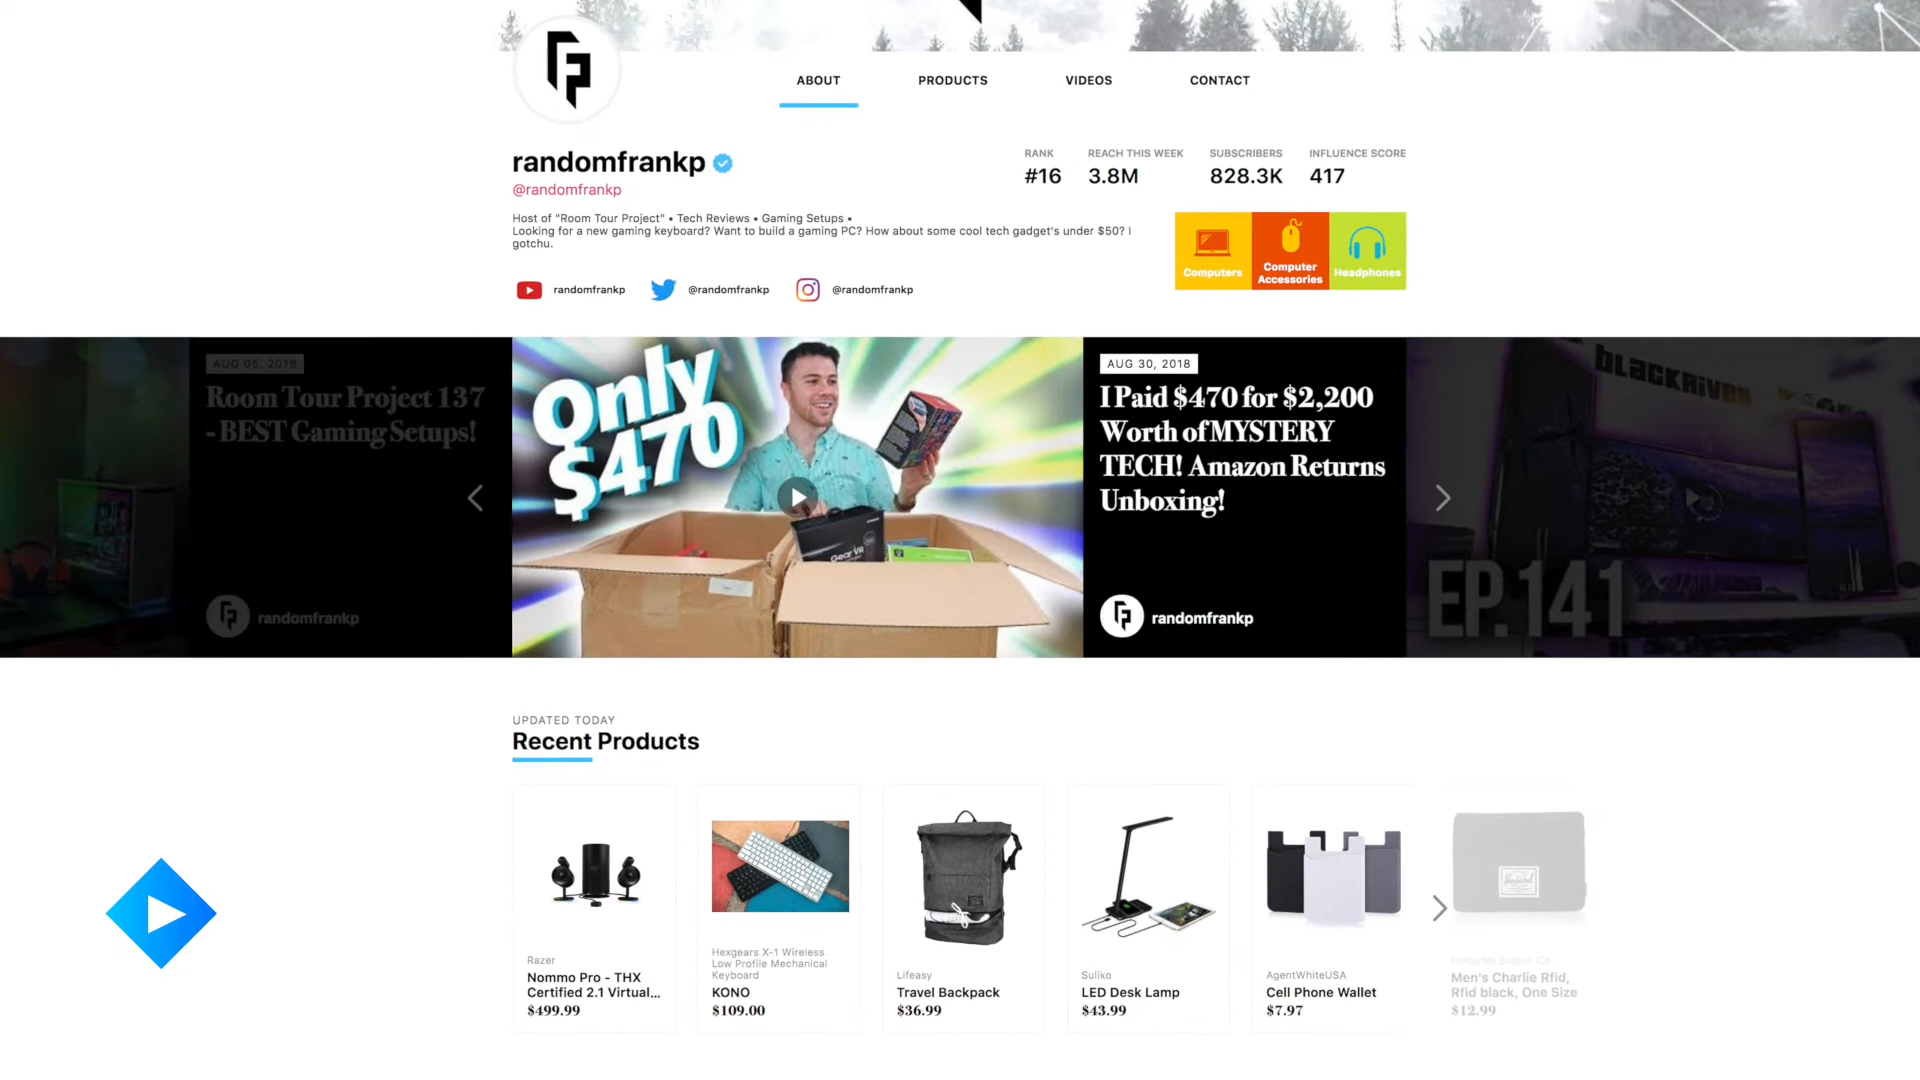 ABOUT
PRODUCTS
VIDEOS
CONTACT
randomfrankp
@randomfrankp
RANK
#16
REACH THIS WEEK
3.8M
SUBSCRIBERS
828.3K
INFLUENCE SCORE
417
Host of "Room Tour Project" • Tech Reviews • Gaming Setups •
Looking for a new gaming keyboard? Want to build a gaming PC? How about some cool tech gadget's under $50? I
gotchu.
randomfrankp
@randomfrankp
@randomfrankp
Computers
Computer
Accessories
Headphones
AUG 05, 2018
Room Tour Project 137
- BEST Gaming Setups!
randomfrankp
Only
$470
Gear VR
AUG 30, 2018
I Paid $470 for $2,200
Worth of MYSTERY
TECH! Amazon Returns
Unboxing!
randomfrankp
BLACKRIVER
EP.141
UPDATED TODAY
Recent Products
Razer
Nommo Pro - THX
Certified 2.1 Virtual...
$499.99
Hexgears X-1 Wireless
Low Profile Mechanical
Keyboard
KONO
$109.00
Lifeasy
Travel Backpack
$36.99
Suliko
LED Desk Lamp
$43.99
AgentWhiteUSA
Cell Phone Wallet
$7.97
Herschel Supply Co.
Men's Charlie Rfid,
Rfid black, One Size
$12.99